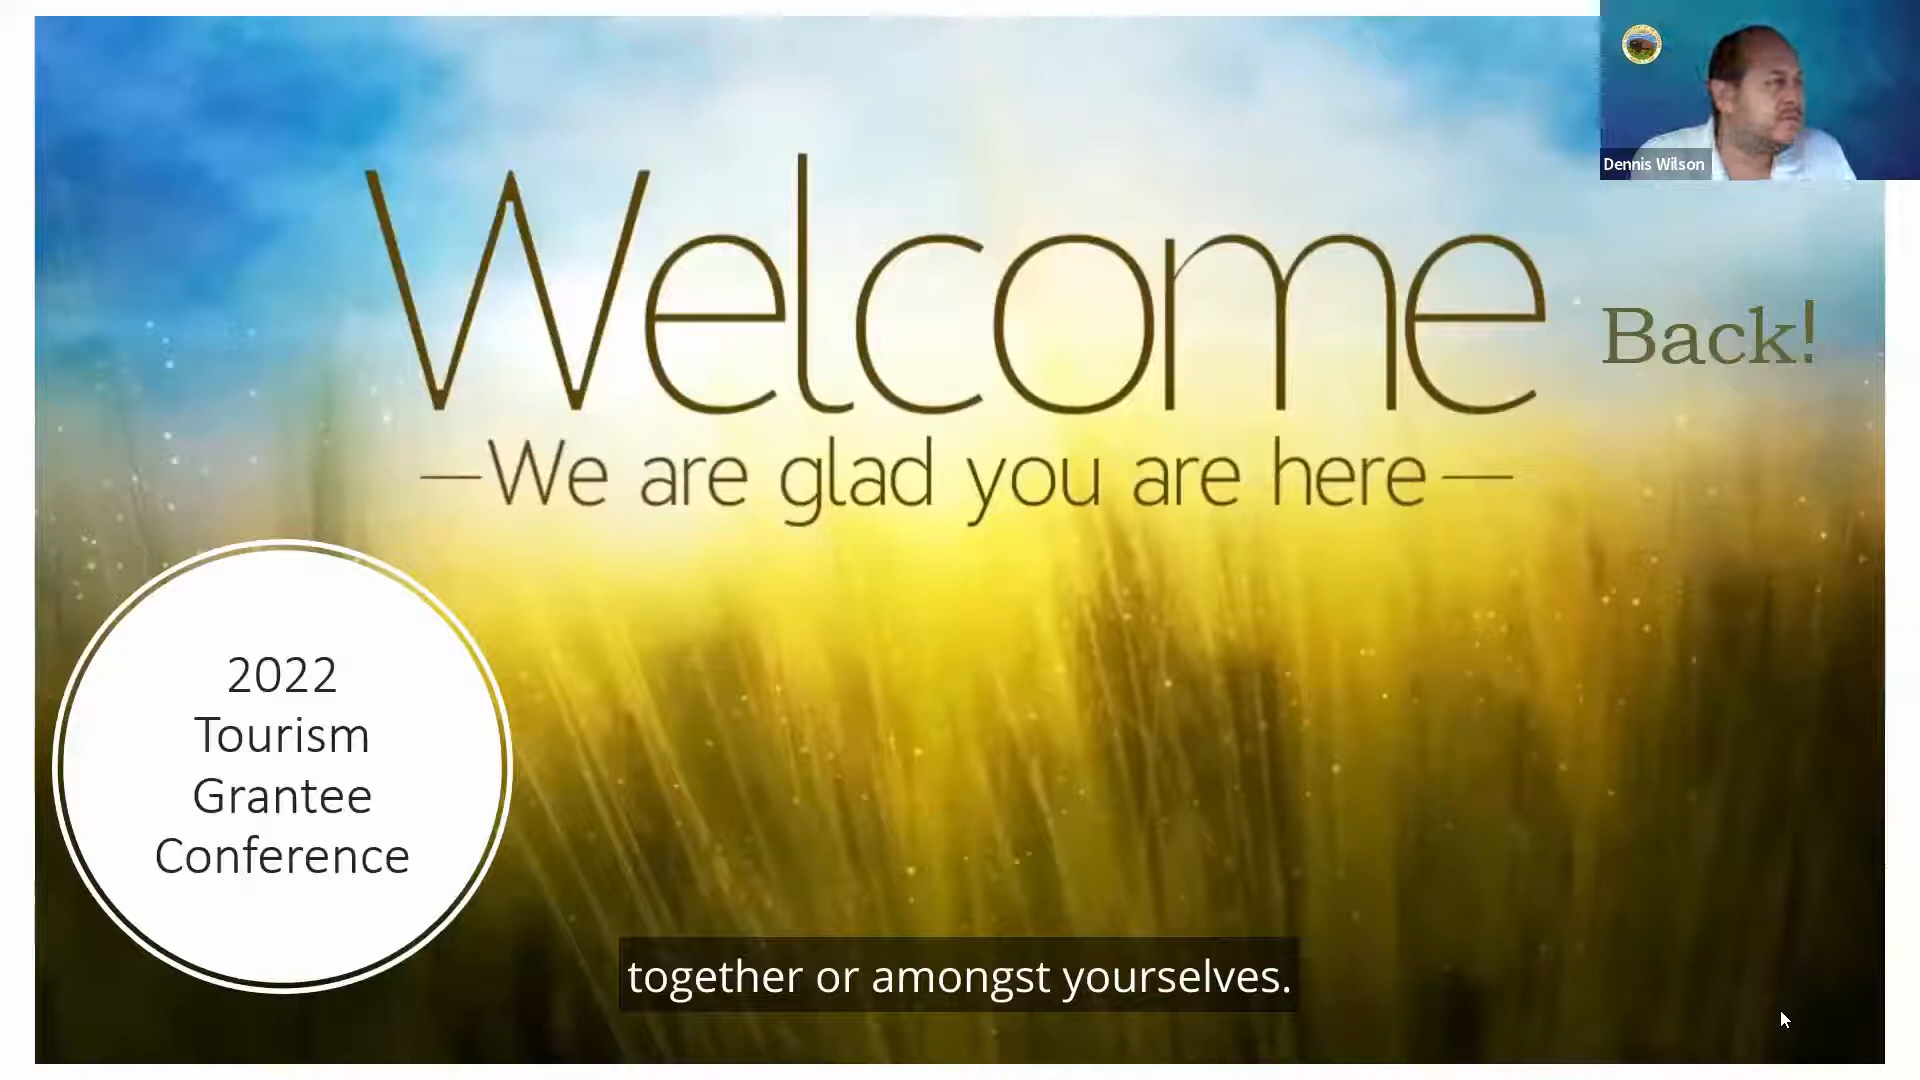 Welcome
Back!
—We are glad you are here—
2022
Tourism
Grantee
Conference
together or amongst yourselves.
Dennis Wilson